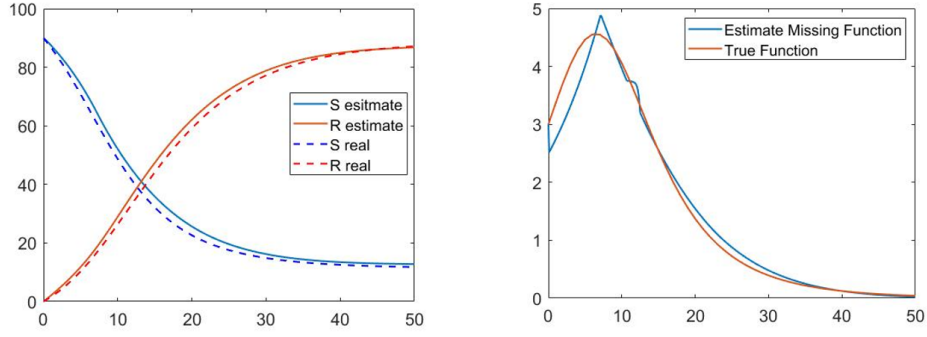 100
80
60
40
20
0
0 10 20 30 40 50
S esitmate
R estimate
S real
R real
5
4
3
2
1
0
0 10 20 30 40 50
Estimate Missing Function
True Function